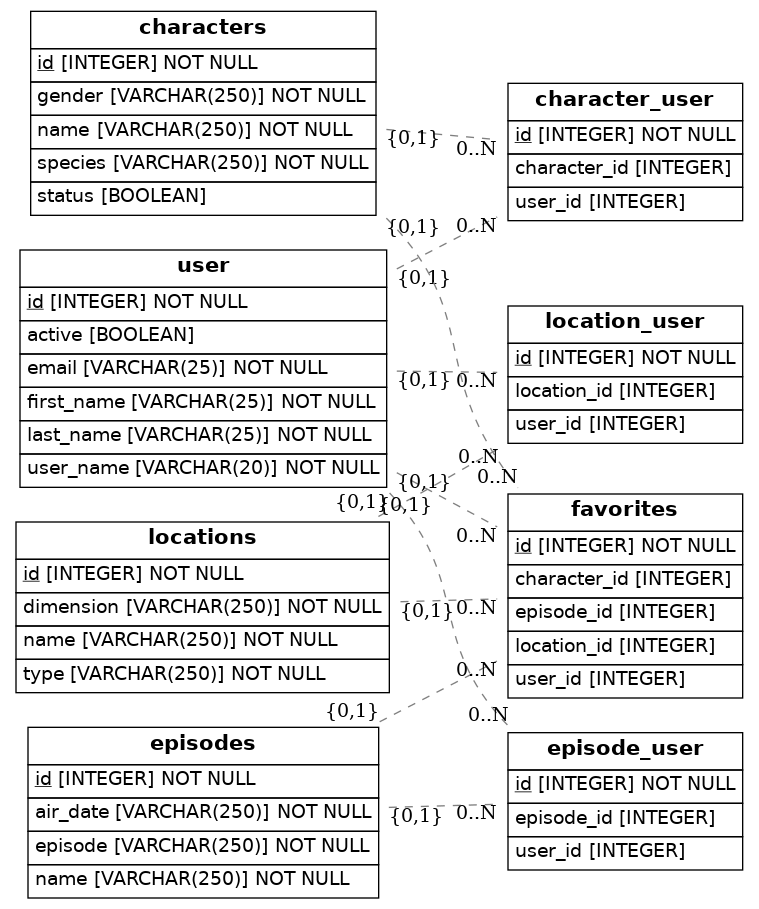 characters
id [INTEGER] NOT NULL
gender [VARCHAR(250)] NOT NULL
name [VARCHAR(250)] NOT NULL
species [VARCHAR(250)] NOT NULL
status [BOOLEAN]
user
id [INTEGER] NOT NULL
active [BOOLEAN]
email [VARCHAR(25)] NOT NULL
first_name [VARCHAR(25)] NOT NULL
last_name [VARCHAR(25)] NOT NULL
user_name [VARCHAR(20)] NOT NULL
locations
id [INTEGER] NOT NULL
dimension [VARCHAR(250)] NOT NULL
name [VARCHAR(250)] NOT NULL
type [VARCHAR(250)] NOT NULL
episodes
id [INTEGER] NOT NULL
air_date [VARCHAR(250)] NOT NULL
episode [VARCHAR(250)] NOT NULL
name [VARCHAR(250)] NOT NULL
{0,1}
0..N
{0,1}
0..N
{0,1}
{0,1}
0..N
0..N
0..N
{0,1}
{0,1}
{0,1}
0..N
{0,1}
0..N
0..N
{0,1}
0..N
{0,1}
0..N
character_user
id [INTEGER] NOT NULL
character_id [INTEGER]
user_id [INTEGER]
location_user
id [INTEGER] NOT NULL
location_id [INTEGER]
user_id [INTEGER]
favorites
id [INTEGER] NOT NULL
character_id [INTEGER]
episode_id [INTEGER]
location_id [INTEGER]
user_id [INTEGER]
episode_user
id [INTEGER] NOT NULL
episode_id [INTEGER]
user_id [INTEGER]